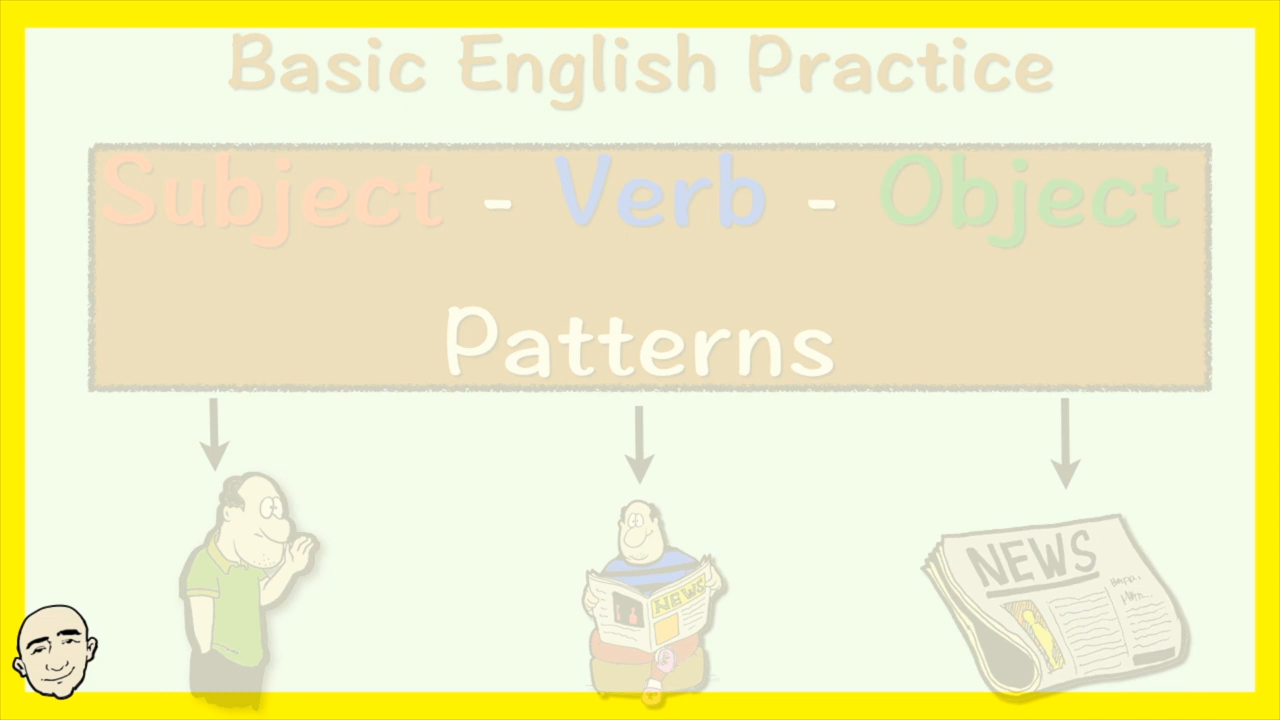 Basic English Practice
Subject - Verb - Object
Patterns
NEWS
NEWS